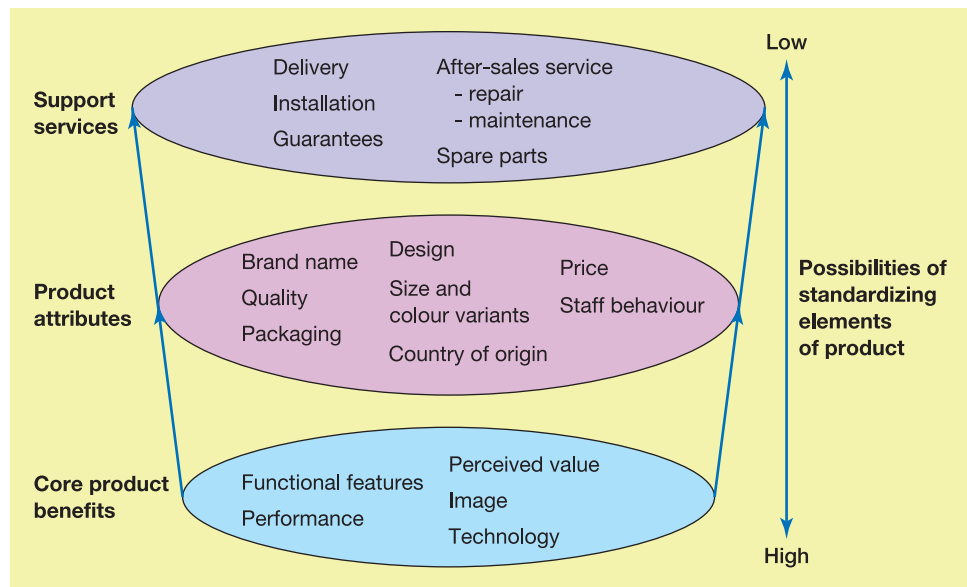 Support
services
Delivery
Installation
Guarantees
After-sales service
- repair
- maintenance
Spare parts
Low
Product
attributes
Brand name
Quality
Packaging
Design
Size and
colour variants
Country of origin
Price
Staff behaviour
Possibilities of
standardizing
elements
of product
Core product
benefits
Functional features
Performance
Perceived value
Image
Technology
High